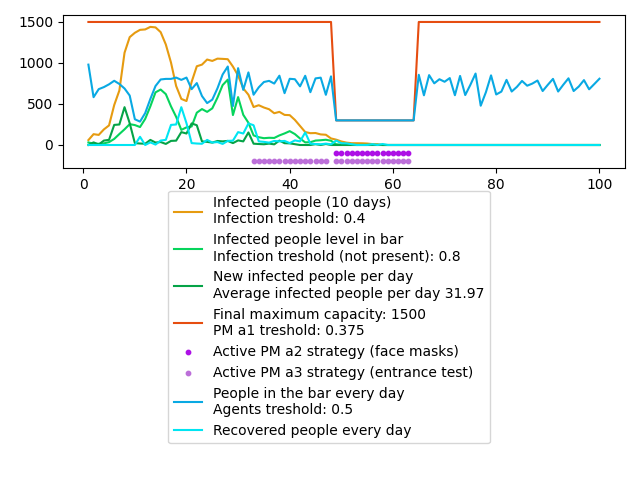 1500
1000
500
0
0 20 40 60 80 100
Infected people (10 days)
Infection treshold: 0.4
Infected people level in bar
Infection treshold (not present): 0.8
New infected people per day
Average infected people per day 31.97
Final maximum capacity: 1500
PM a1 treshold: 0.375
Active PM a2 strategy (face masks)
Active PM a3 strategy (entrance test)
People in the bar every day
Agents treshold: 0.5
Recovered people every day